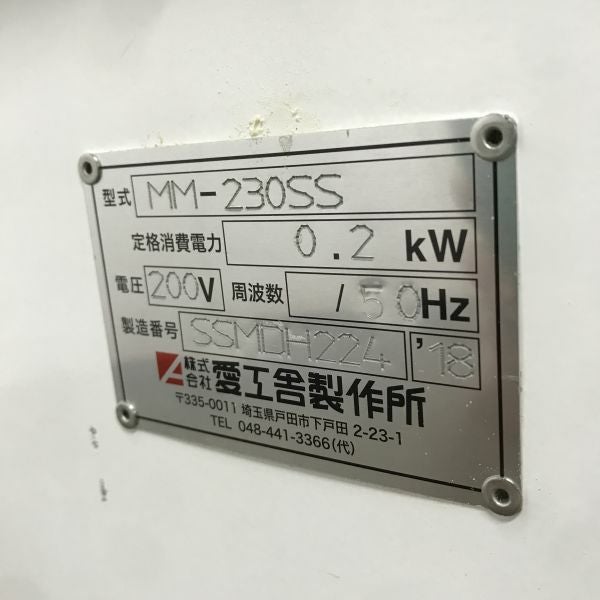 型式 MM-230SS
定格消費電力 0.2 kW
電圧 200V 周波数 / 50Hz
製造番号 SSMDH224 '18
株式会社 愛工舎製作所
〒335-0011 埼玉県戸田市下戸田 2-23-1
TEL 048-441-3366(代)